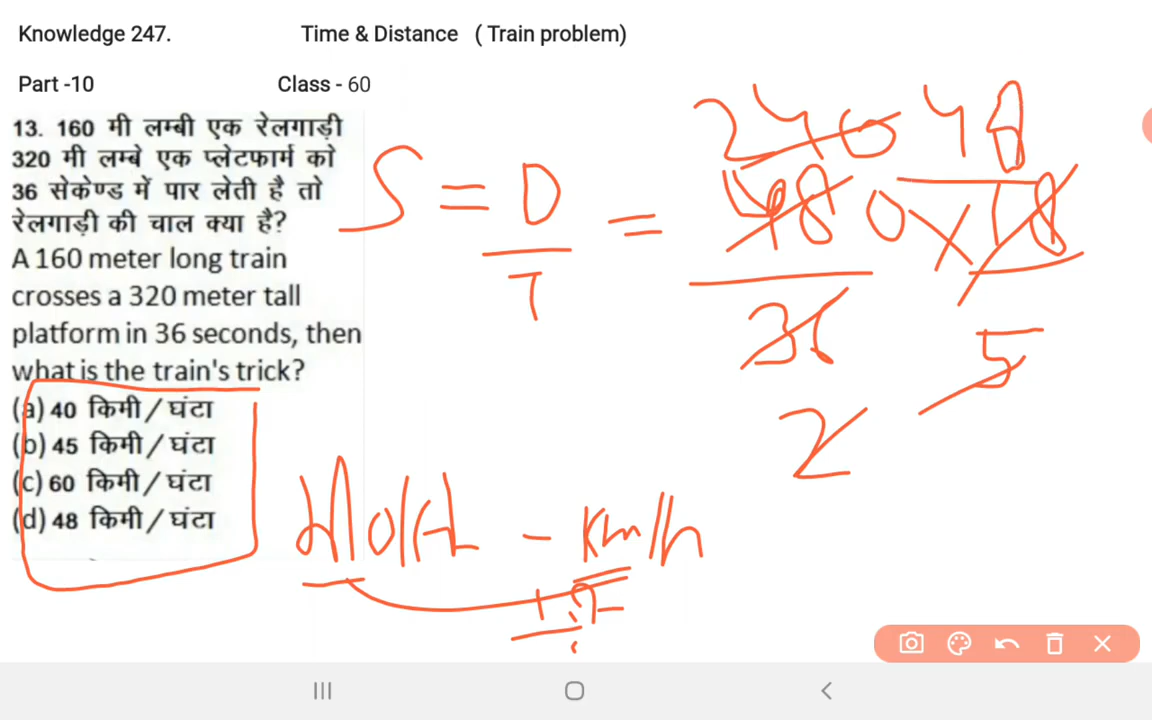 Knowledge 247. Time & Distance ( Train problem)
Part -10 Class - 60
13. 160 मी लम्बी एक रेलगाड़ी
320 मी लम्बे एक प्लेटफार्म को
36 सेकेण्ड में पार लेती है तो
रेलगाड़ी की चाल क्या है?
A 160 meter long train
crosses a 320 meter tall
platform in 36 seconds, then
what is the train's trick?
(a) 40 किमी / घंटा
(b) 45 किमी / घंटा
(c) 60 किमी / घंटा
(d) 48 किमी / घंटा
S = D / T = 480 x 18 / 36
240 48
5
2
- km/h